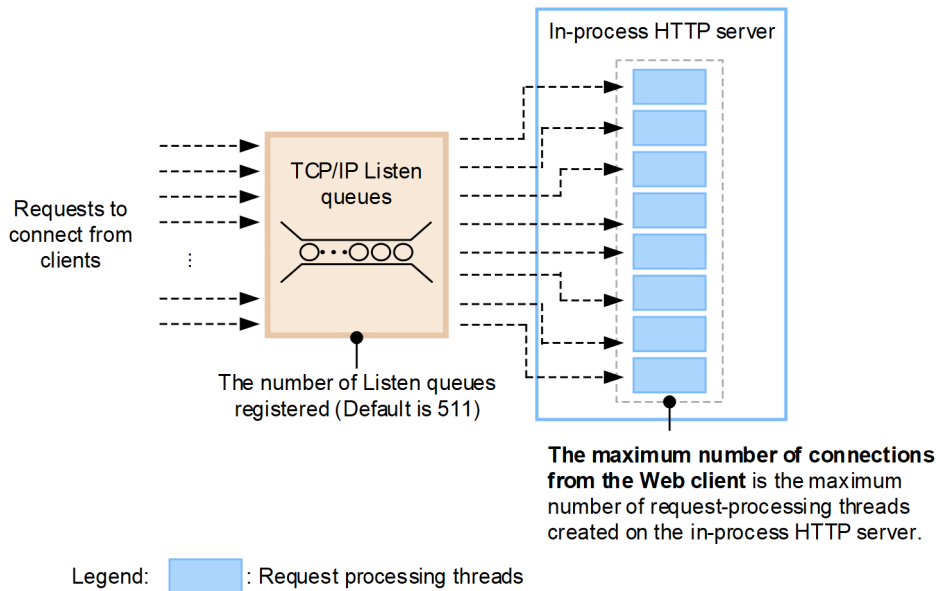 In-process HTTP server
TCP/IP Listen
queues
Requests to
connect from
clients
...
The number of Listen queues
registered (Default is 511)
The maximum number of connections
from the Web client is the maximum
number of request-processing threads
created on the in-process HTTP server.
Legend: : Request processing threads